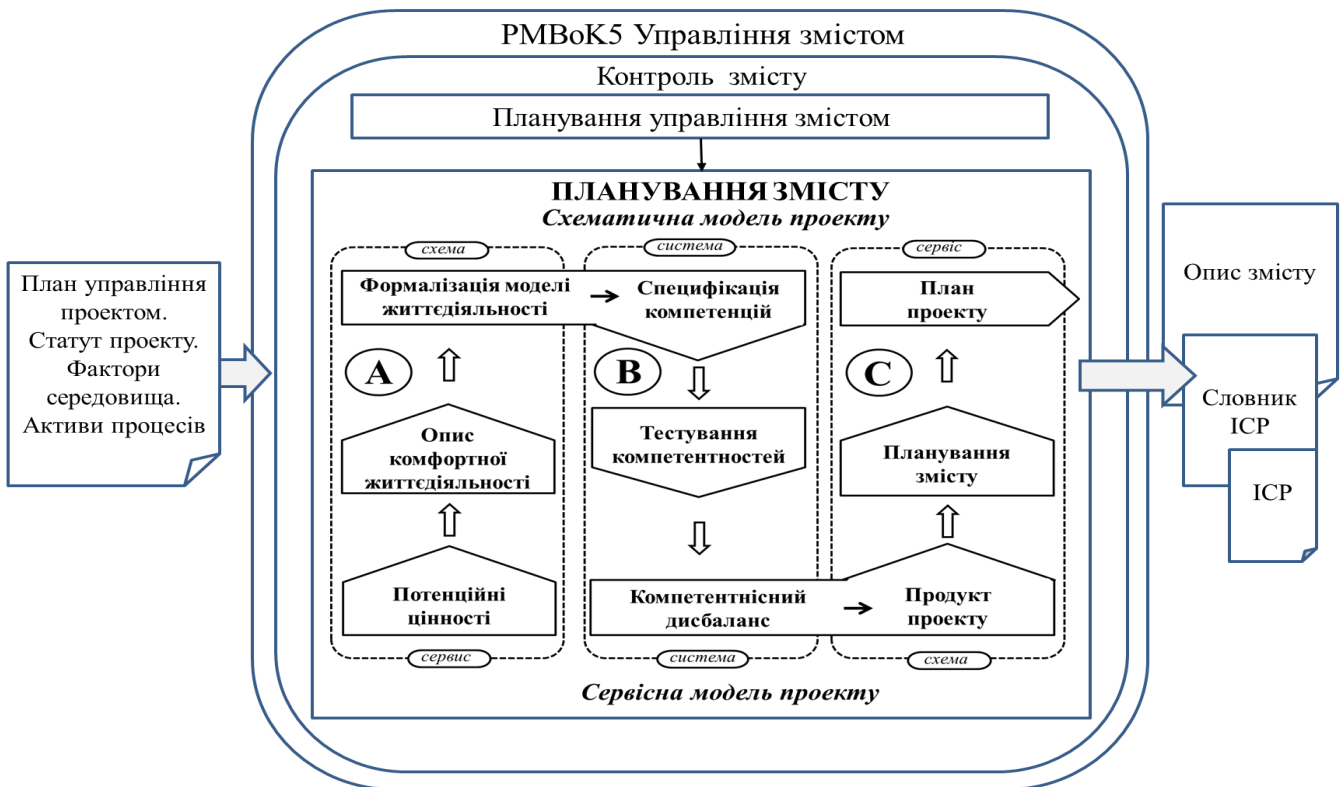 PMBoK5 Управління змістом
Контроль змісту
Планування управління змістом
ПЛАНУВАННЯ ЗМІСТУ
Схематична модель проекту
План управління
проектом.
Статут проекту.
Фактори
середовища.
Активи процесів
схема
Формалізація моделі
життєдіяльності
A
Опис
комфортної
життєдіяльності
Потенційні
цінності
сервис
система
Специфікація
компетенцій
B
Тестування
компетентностей
Компетентнісний
дисбаланс
система
сервіс
План
проекту
C
Планування
змісту
Продукт
проекту
схема
Сервісна модель проекту
Опис змісту
Словник
ІСР
ІСР